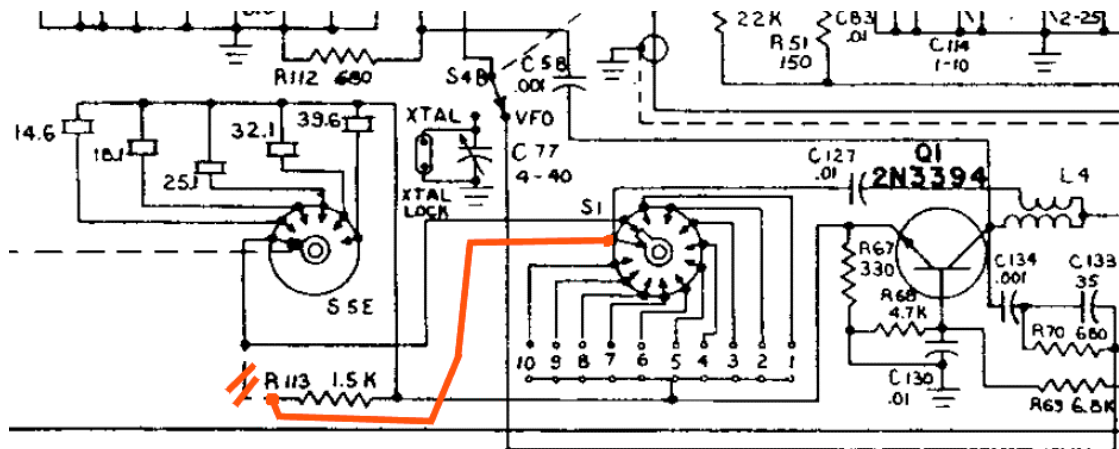 22K
C83
.01
R51
150
C114
1-10
2-25
R112 680
S4B
C58
.001
VFO
XTAL
C77
4-40
XTAL
LOCK
14.6
18.1
25.1
32.1
39.6
S5E
S1
C127
.01
Q1
2N3394
L4
R67
330
R68
4.7K
C134
.001
C133
35
R70 680
C130
.01
R69 6.8K
10 9 8 7 6 5 4 3 2 1
R113 1.5K